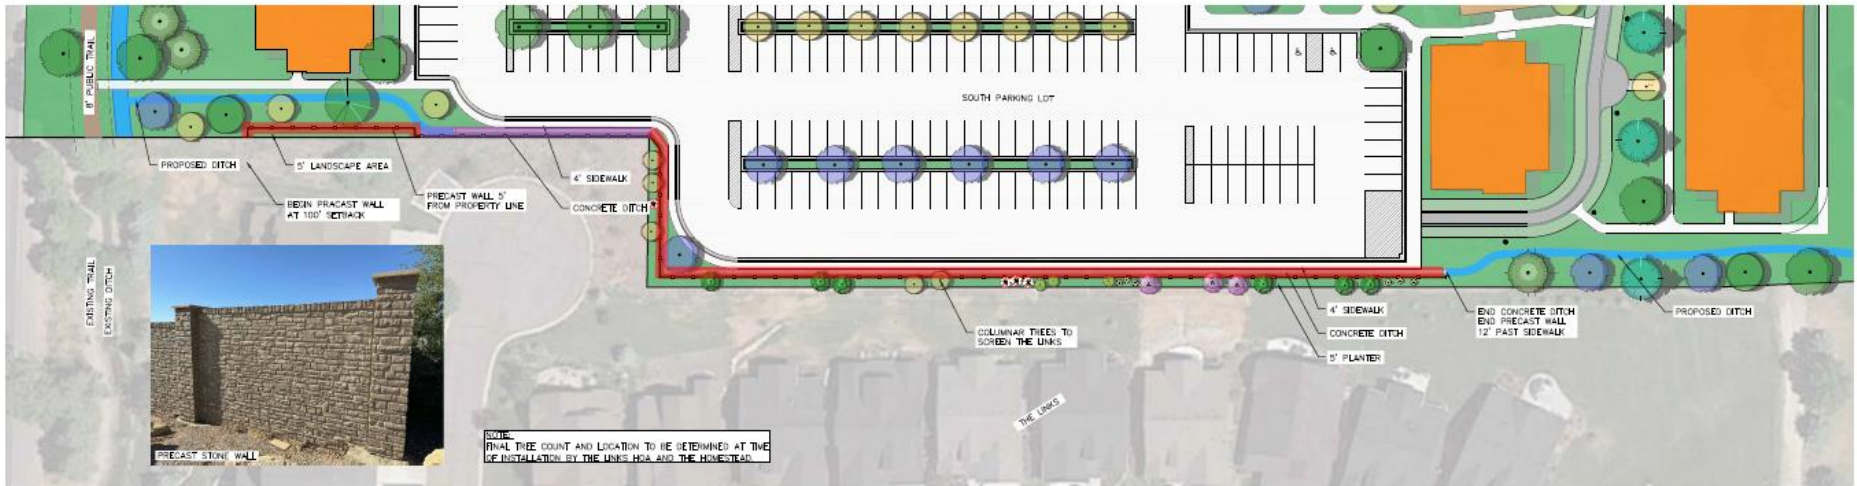 8' PUBLIC TRAIL
SOUTH PARKING LOT
PROPOSED DITCH
5' LANDSCAPE AREA
BEGIN PRACAST WALL
AT 100' SETBACK
PRECAST WALL 5'
FROM PROPERTY LINE
4' SIDEWALK
CONCRETE DITCH
EXISTING TRAIL
EXISTING DITCH
PRECAST STONE WALL
NOTE:
FINAL TREE COUNT AND LOCATION TO BE DETERMINED AT TIME
OF INSTALLATION BY THE LINKS HOA AND THE HOMESTEAD.
COLUMNAR TREES TO
SCREEN THE LINKS
THE LINKS
4' SIDEWALK
CONCRETE DITCH
5' PLANTER
END CONCRETE DITCH
END PRECAST WALL
12' PAST SIDEWALK
PROPOSED DITCH